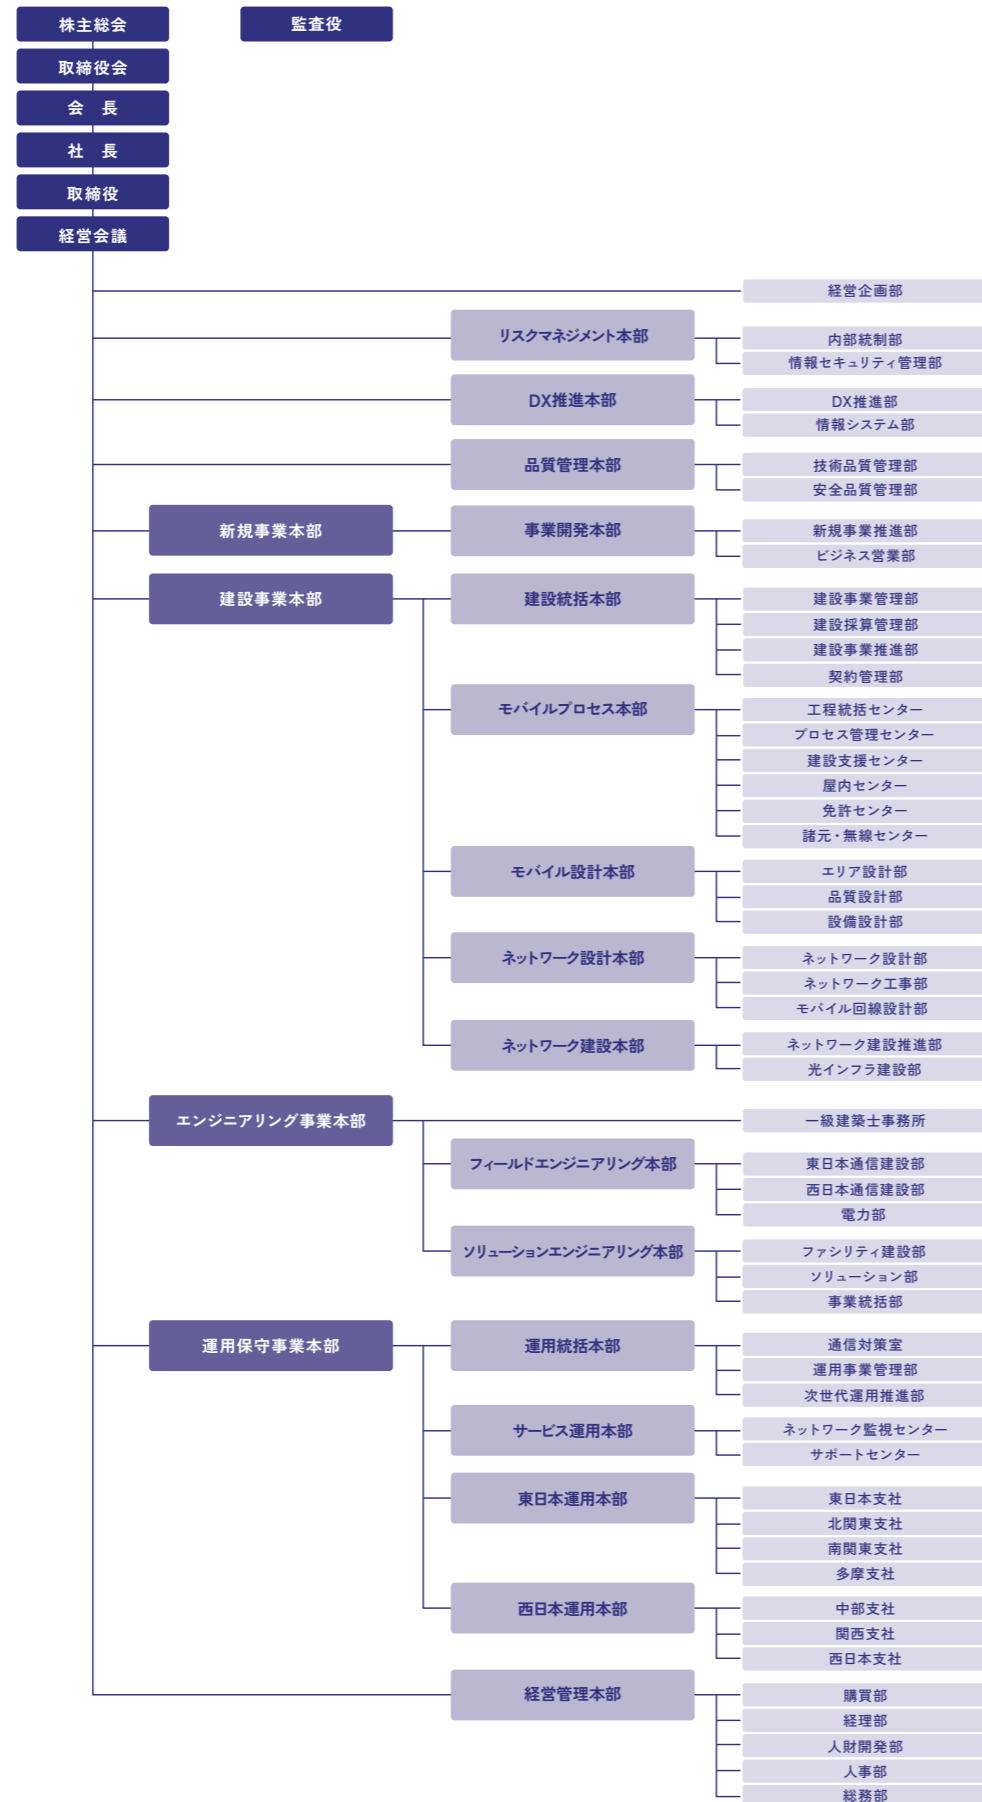 株主総会
監査役
取締役会
会　長
社　長
取締役
経営会議
経営企画部
リスクマネジメント本部
内部統制部
情報セキュリティ管理部
DX推進本部
DX推進部
情報システム部
品質管理本部
技術品質管理部
安全品質管理部
新規事業本部
事業開発本部
新規事業推進部
ビジネス営業部
建設事業本部
建設統括本部
建設事業管理部
建設採算管理部
建設事業推進部
契約管理部
モバイルプロセス本部
工程統括センター
プロセス管理センター
建設支援センター
屋内センター
免許センター
諸元・無線センター
モバイル設計本部
エリア設計部
品質設計部
設備設計部
ネットワーク設計本部
ネットワーク設計部
ネットワーク工事部
モバイル回線設計部
ネットワーク建設本部
ネットワーク建設推進部
光インフラ建設部
エンジニアリング事業本部
一級建築士事務所
フィールドエンジニアリング本部
東日本通信建設部
西日本通信建設部
電力部
ソリューションエンジニアリング本部
ファシリティ建設部
ソリューション部
事業統括部
運用保守事業本部
運用統括本部
通信対策室
運用事業管理部
次世代運用推進部
サービス運用本部
ネットワーク監視センター
サポートセンター
東日本運用本部
東日本支社
北関東支社
南関東支社
多摩支社
西日本運用本部
中部支社
関西支社
西日本支社
経営管理本部
購買部
経理部
人財開発部
人事部
総務部